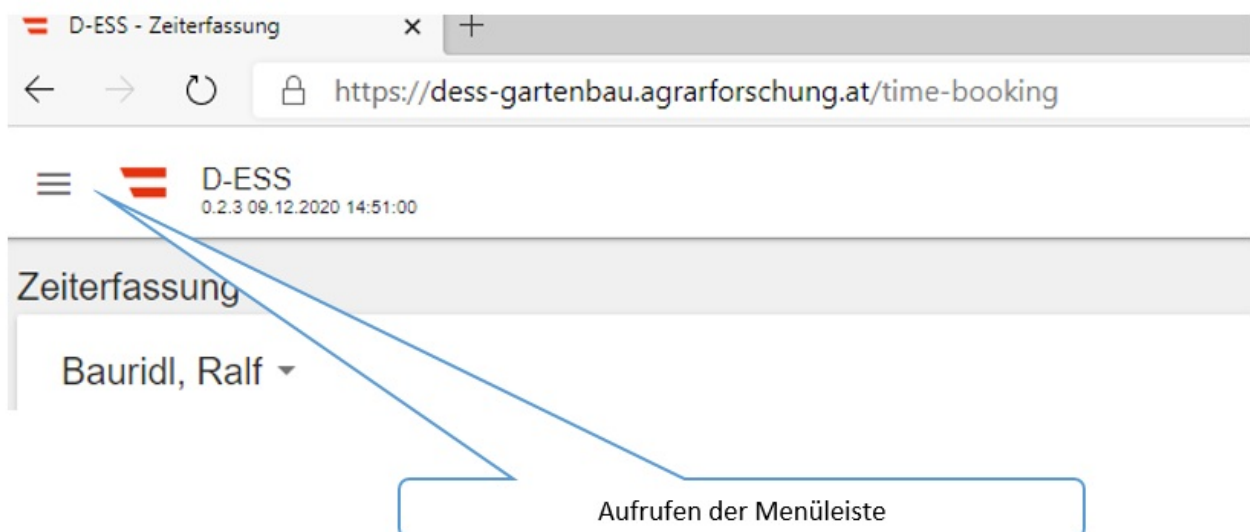 D-ESS - Zeiterfassung
https://dess-gartenbau.agrarforschung.at/time-booking
D-ESS
0.2.3 09.12.2020 14:51:00
Zeiterfassung
Bauridl, Ralf
Aufrufen der Menüleiste